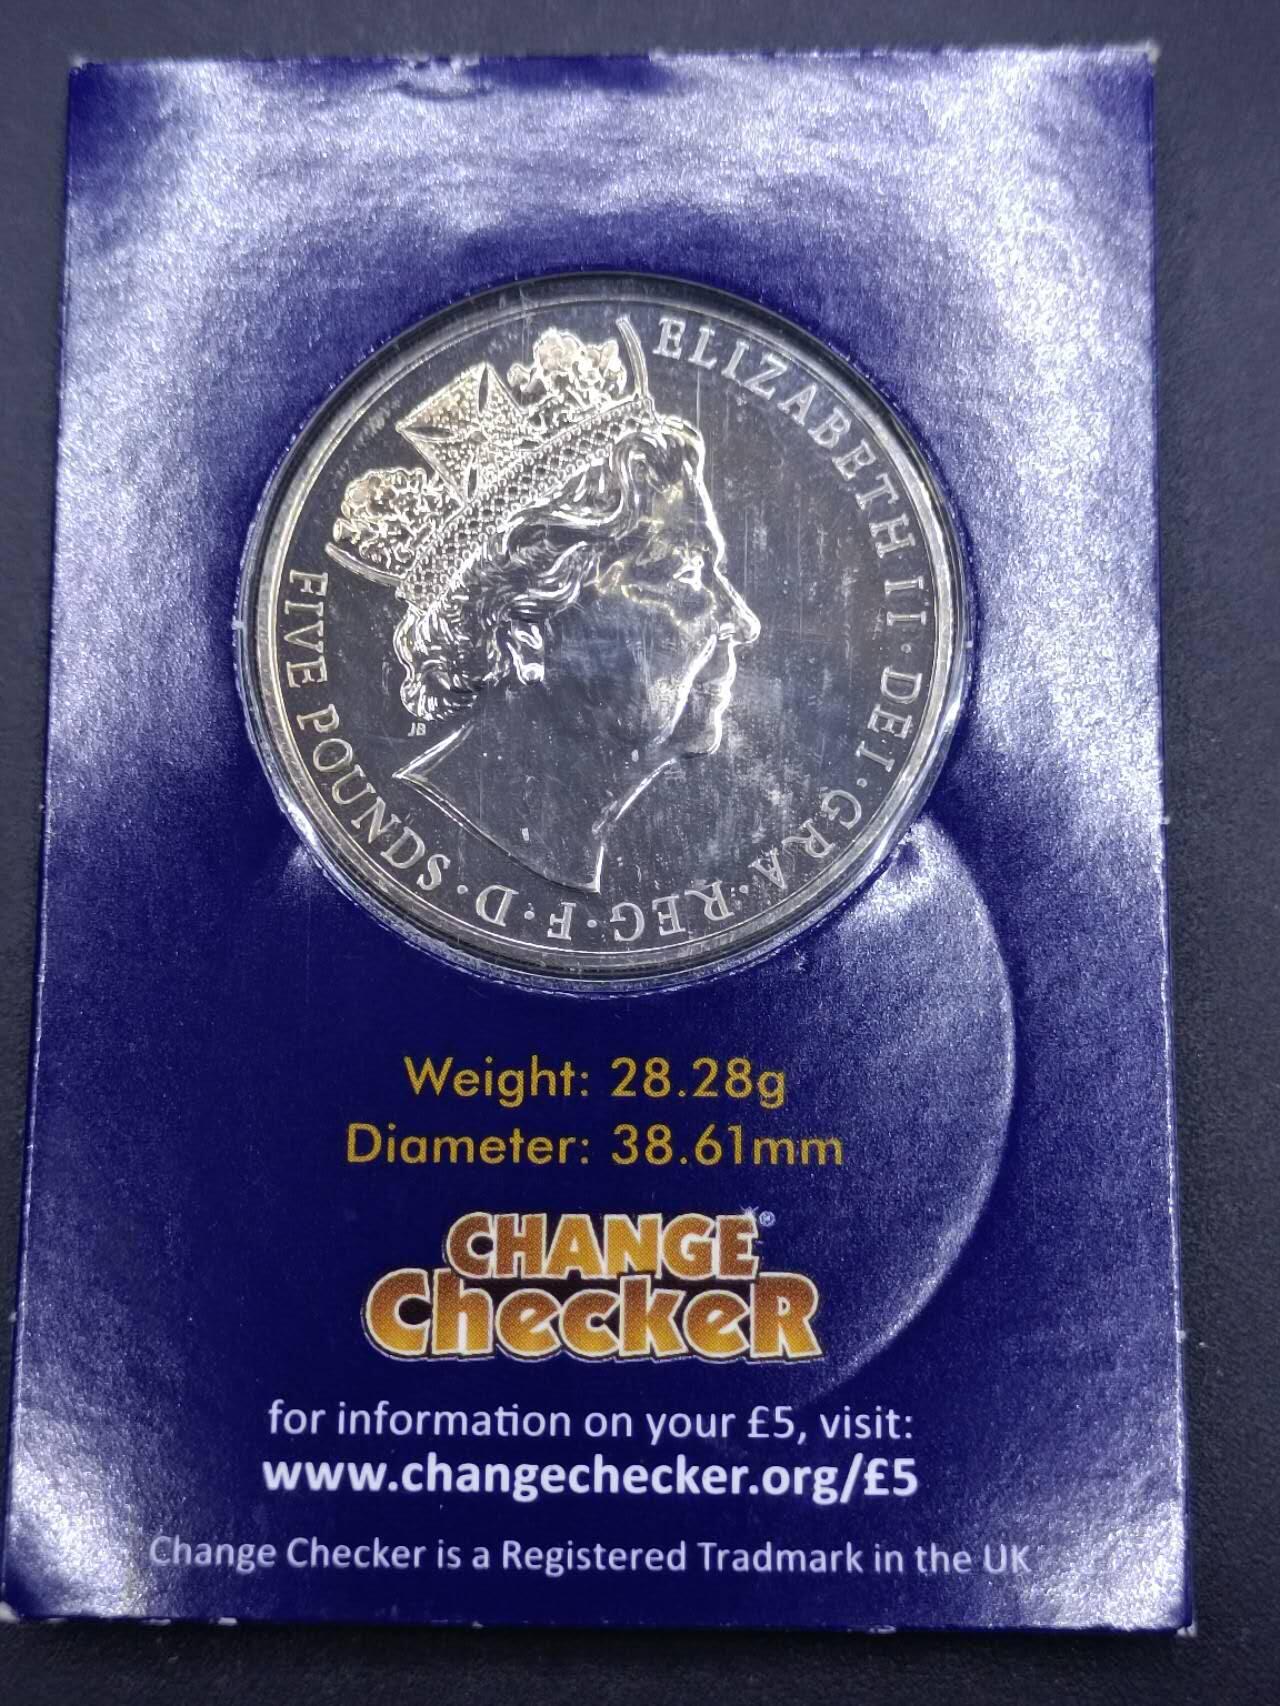 ELIZABETH II · DEI · GRA · REG · F · D · FIVE POUNDS
JB
Weight: 28.28g
Diameter: 38.61mm
CHANGE®
CheckeR
for information on your £5, visit:
www.changechecker.org/£5
Change Checker is a Registered Tradmark in the UK